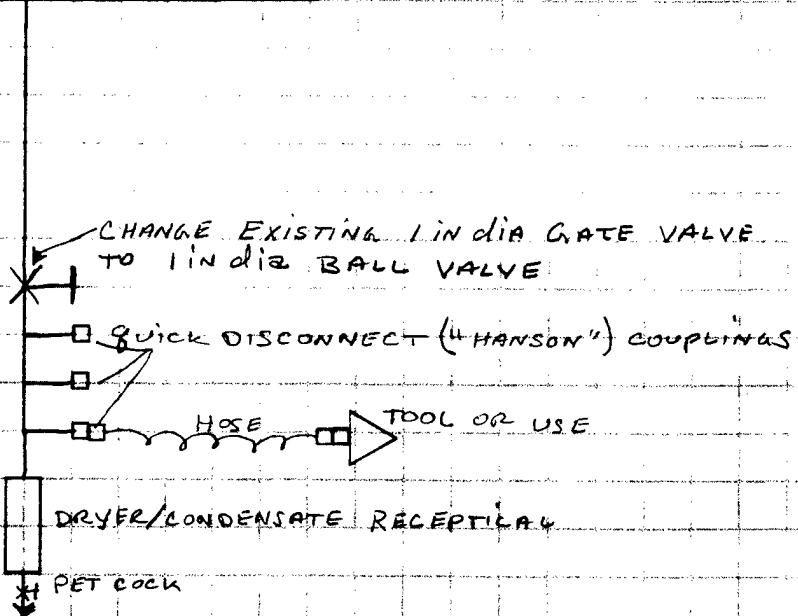 CHANGE EXISTING 1 in dia GATE VALVE
TO 1 in dia BALL VALVE
QUICK DISCONNECT ("HANSON") COUPLINGS
HOSE
TOOL OR USE
DRYER/CONDENSATE RECEPTICAL
PET COCK